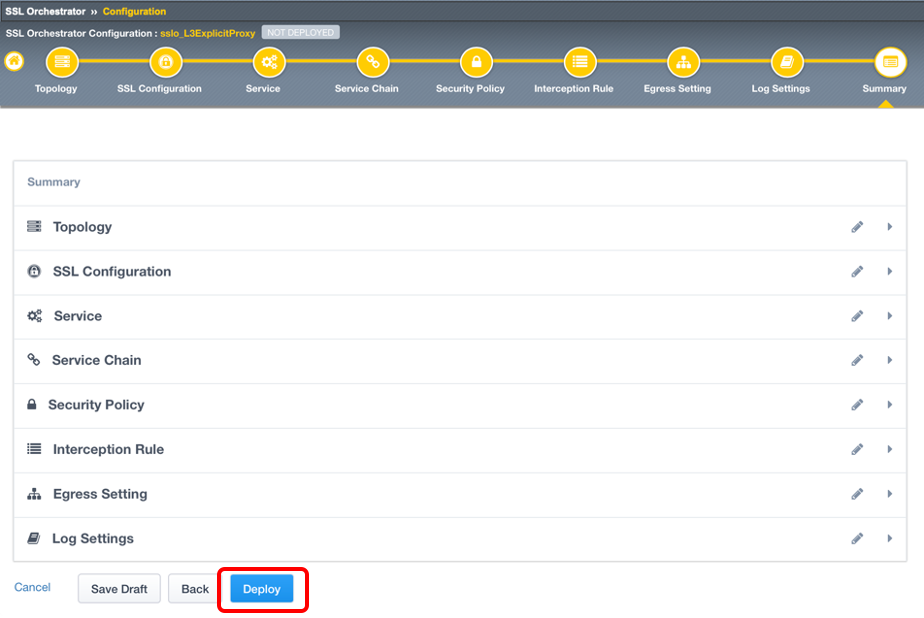 SSL Orchestrator ›› Configuration
SSL Orchestrator Configuration : sslo_L3ExplicitProxy NOT DEPLOYED
Topology SSL Configuration Service Service Chain Security Policy Interception Rule Egress Setting Log Settings Summary
Summary
Topology
SSL Configuration
Service
Service Chain
Security Policy
Interception Rule
Egress Setting
Log Settings
Cancel Save Draft Back Deploy